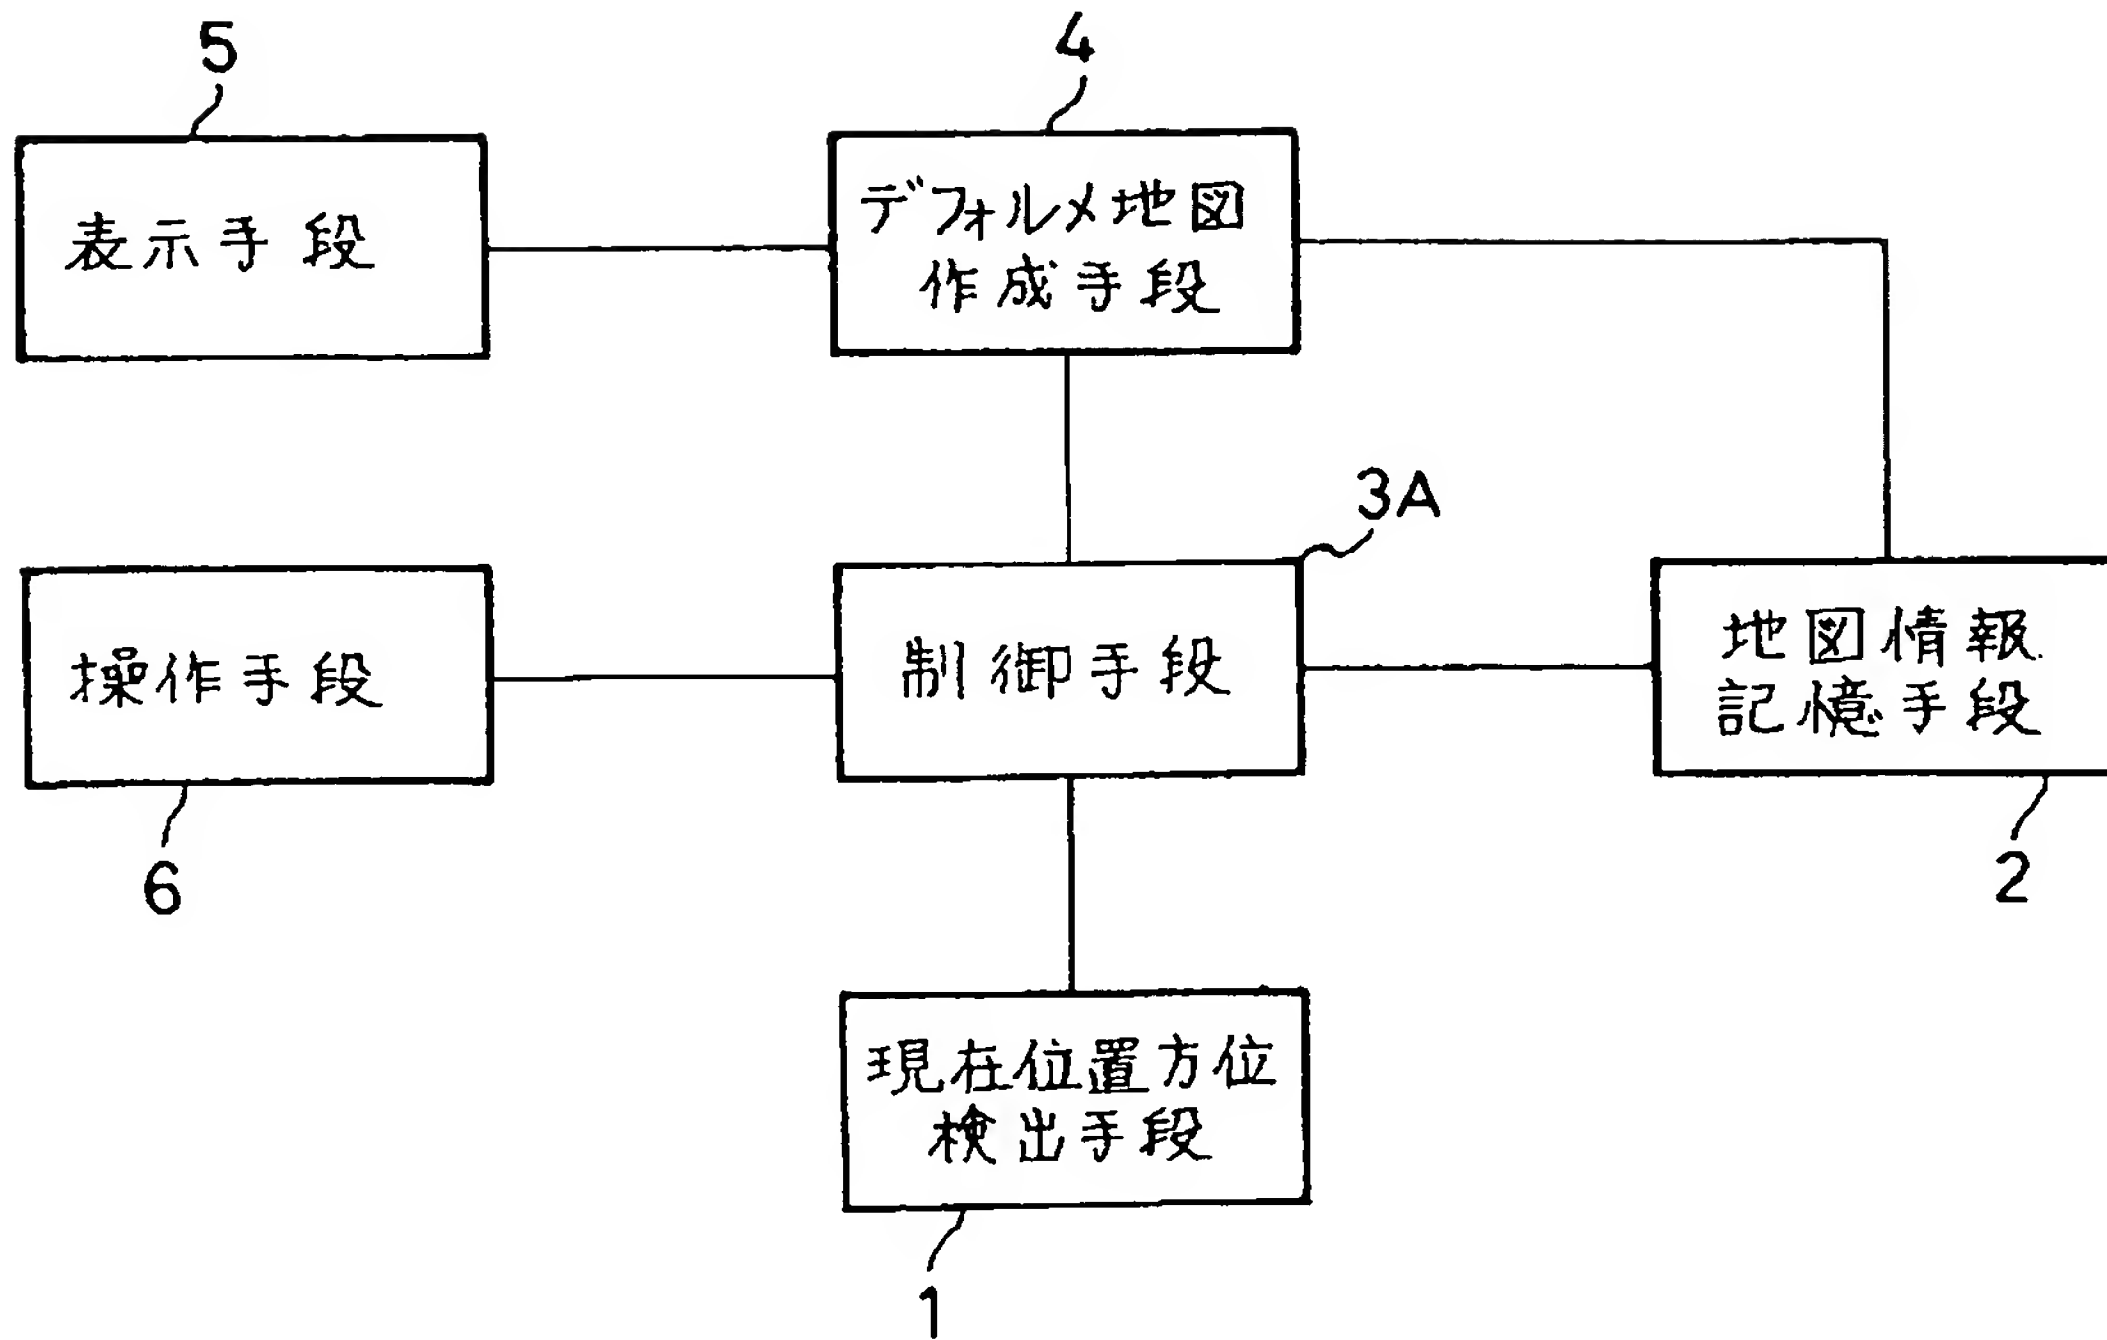 5
4
表示手段
デフォルメ地図
作成手段
3A
操作手段
制御手段
地図情報
記憶手段
6
2
現在位置方位
検出手段
1